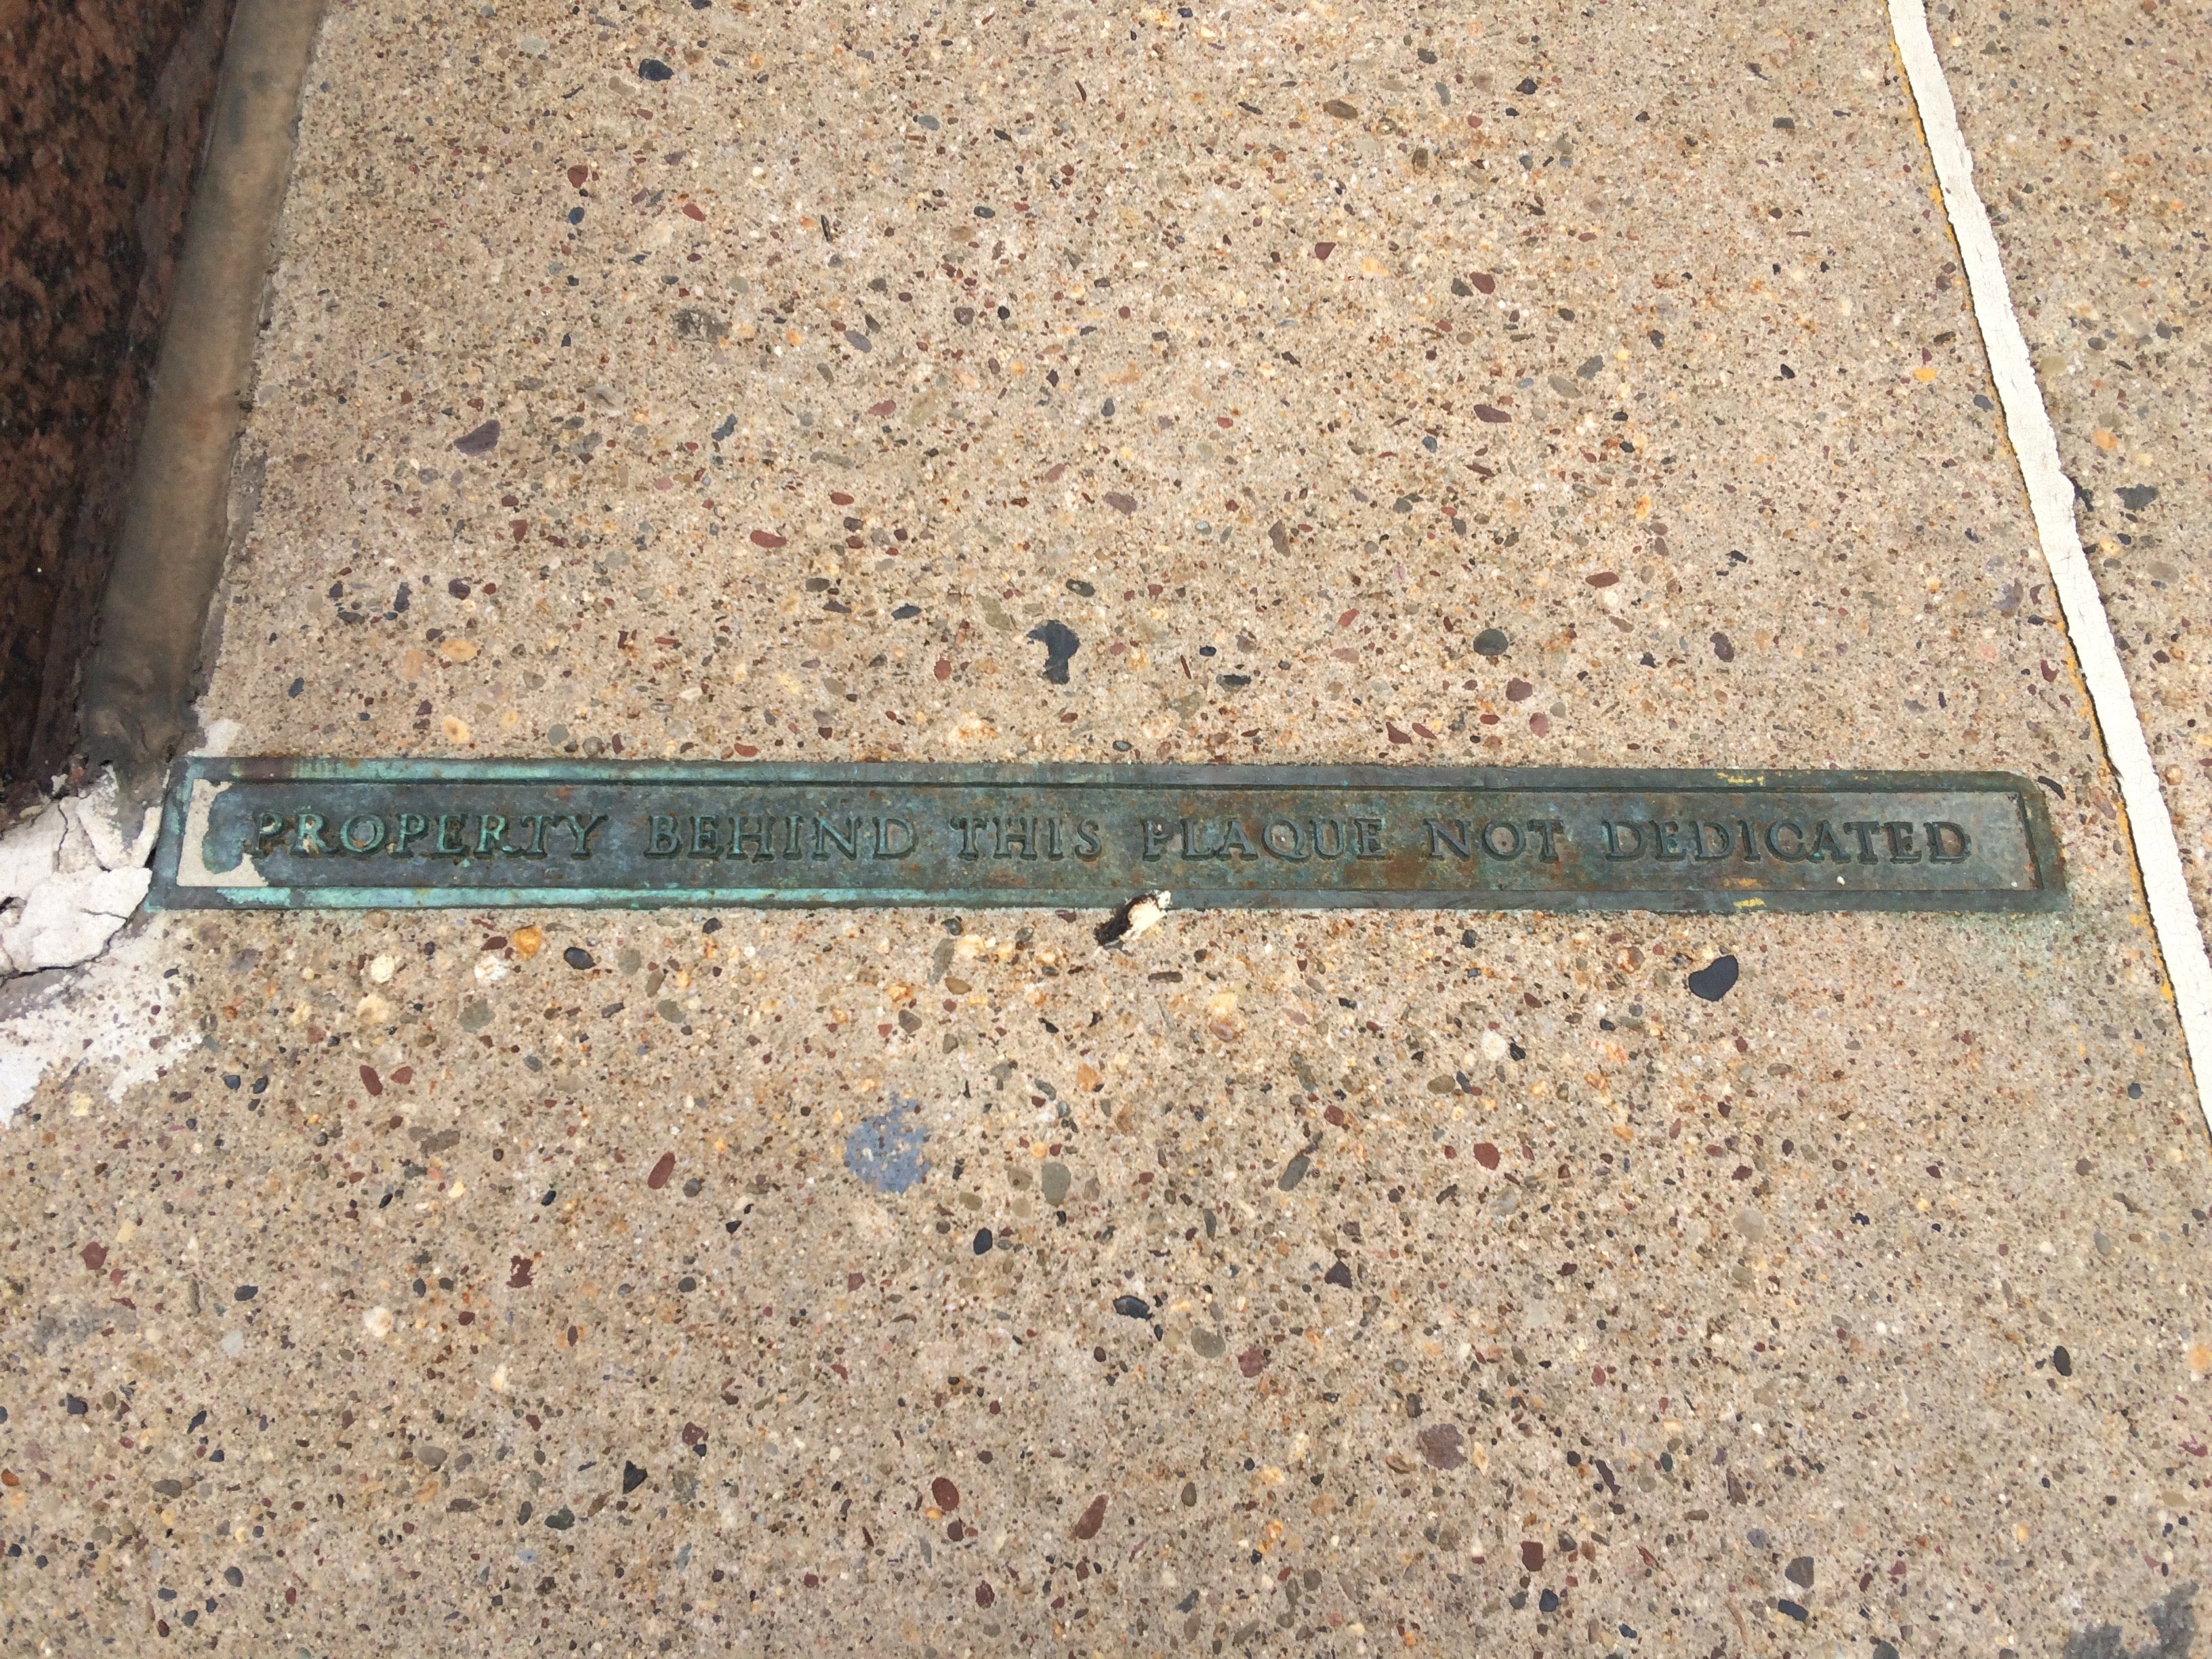 PROPERTY BEHIND THIS PLAQUE NOT DEDICATED